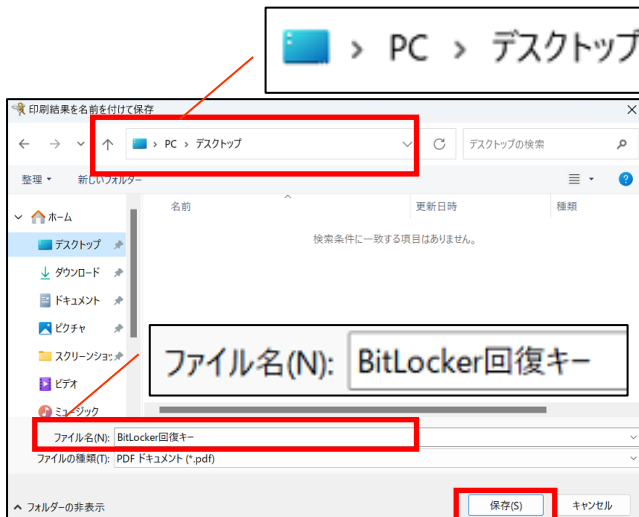 PC > デスクトップ
印刷結果を名前を付けて保存
PC > デスクトップ
デスクトップの検索
整理 新しいフォルダー
名前 更新日時 種類
ホーム
検索条件に一致する項目はありません。
デスクトップ
ダウンロード
ドキュメント
ピクチャ
スクリーンショ
ビデオ
ミュージック
ファイル名(N): BitLocker回復キー
ファイル名(N): BitLocker回復キー
ファイルの種類(T): PDF ドキュメント (*.pdf)
フォルダーの非表示 保存(S) キャンセル